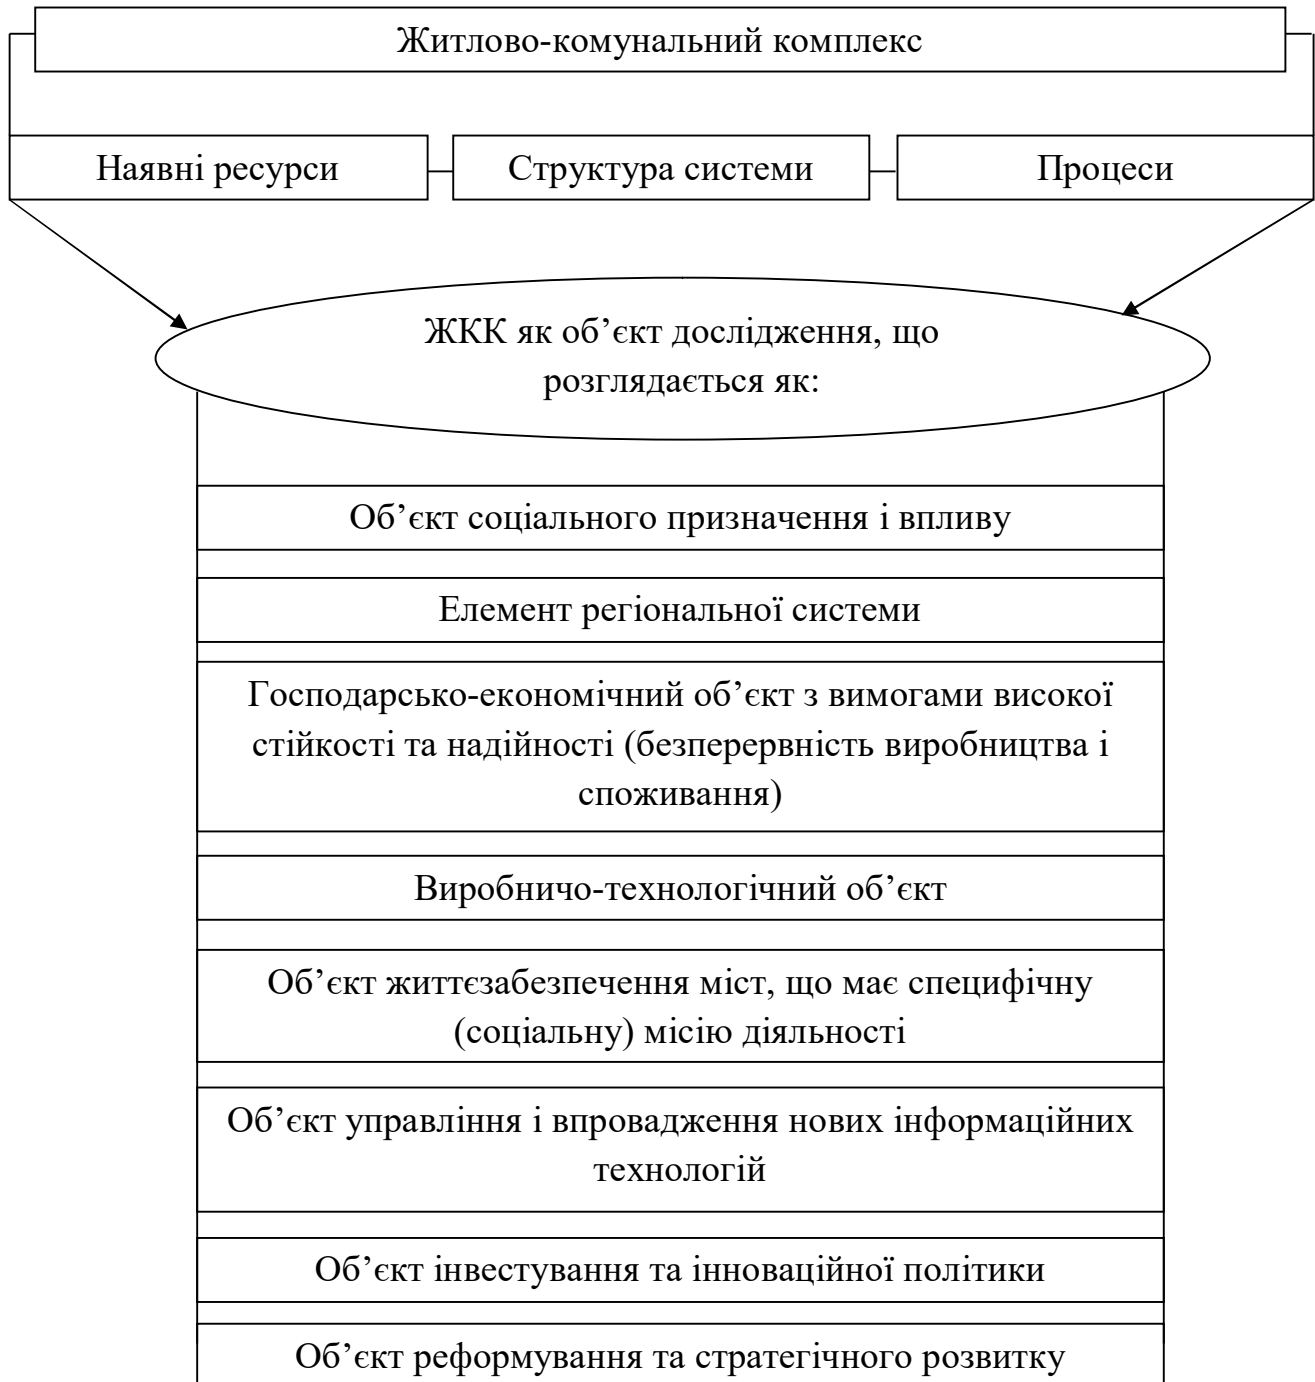 Житлово-комунальний комплекс
Наявні ресурси
Структура системи
Процеси
ЖКК як об’єкт дослідження, що
розглядається як:
Об’єкт соціального призначення і впливу
Елемент регіональної системи
Господарсько-економічний об’єкт з вимогами високої
стійкості та надійності (безперервність виробництва і
споживання)
Виробничо-технологічний об’єкт
Об’єкт життєзабезпечення міст, що має специфічну
(соціальну) місію діяльності
Об’єкт управління і впровадження нових інформаційних
технологій
Об’єкт інвестування та інноваційної політики
Об’єкт реформування та стратегічного розвитку